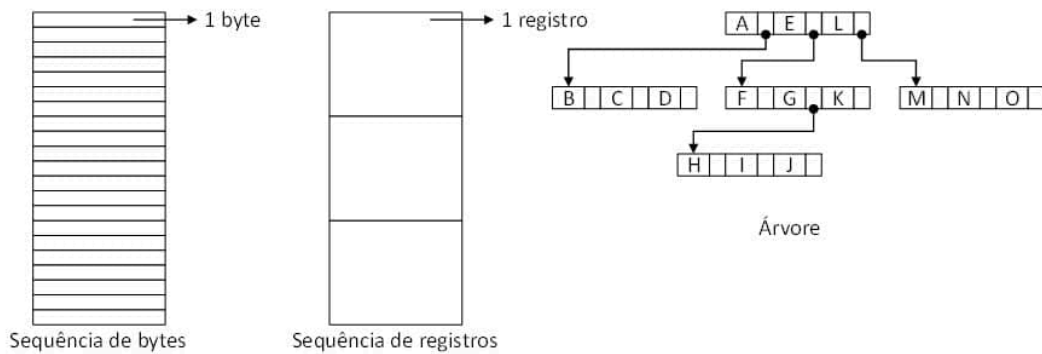 1 byte
Sequência de bytes
1 registro
Sequência de registros
A E L
B C D
F G K
M N O
H I J
Árvore